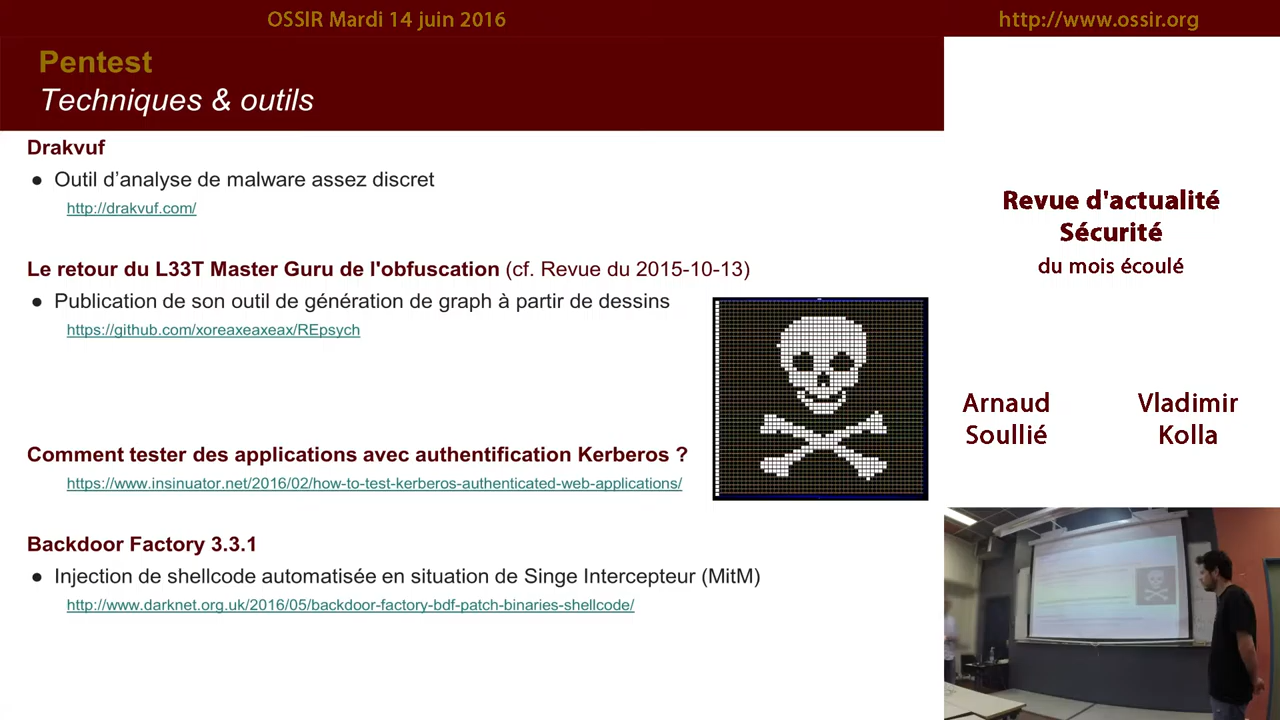 OSSIR Mardi 14 juin 2016
http://www.ossir.org
Pentest
Techniques & outils
Drakvuf
● Outil d'analyse de malware assez discret
http://drakvuf.com/
Le retour du L33T Master Guru de l'obfuscation (cf. Revue du 2015-10-13)
● Publication de son outil de génération de graph à partir de dessins
https://github.com/xoreaxeaxeax/REpsych
Comment tester des applications avec authentification Kerberos ?
https://www.insinuator.net/2016/02/how-to-test-kerberos-authenticated-web-applications/
Backdoor Factory 3.3.1
● Injection de shellcode automatisée en situation de Singe Intercepteur (MitM)
http://www.darknet.org.uk/2016/05/backdoor-factory-bdf-patch-binaries-shellcode/
Revue d'actualité
Sécurité
du mois écoulé
Arnaud
Soullié
Vladimir
Kolla